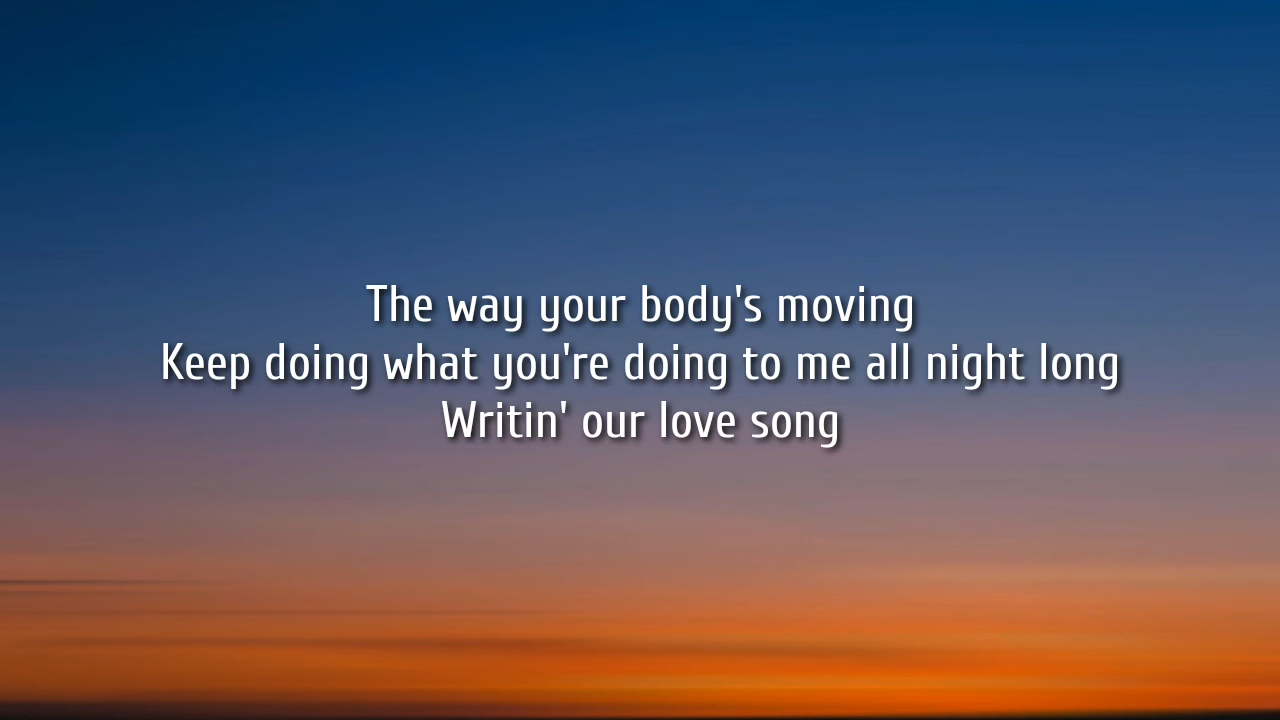 The way your body's moving
Keep doing what you're doing to me all night long
Writin' our love song